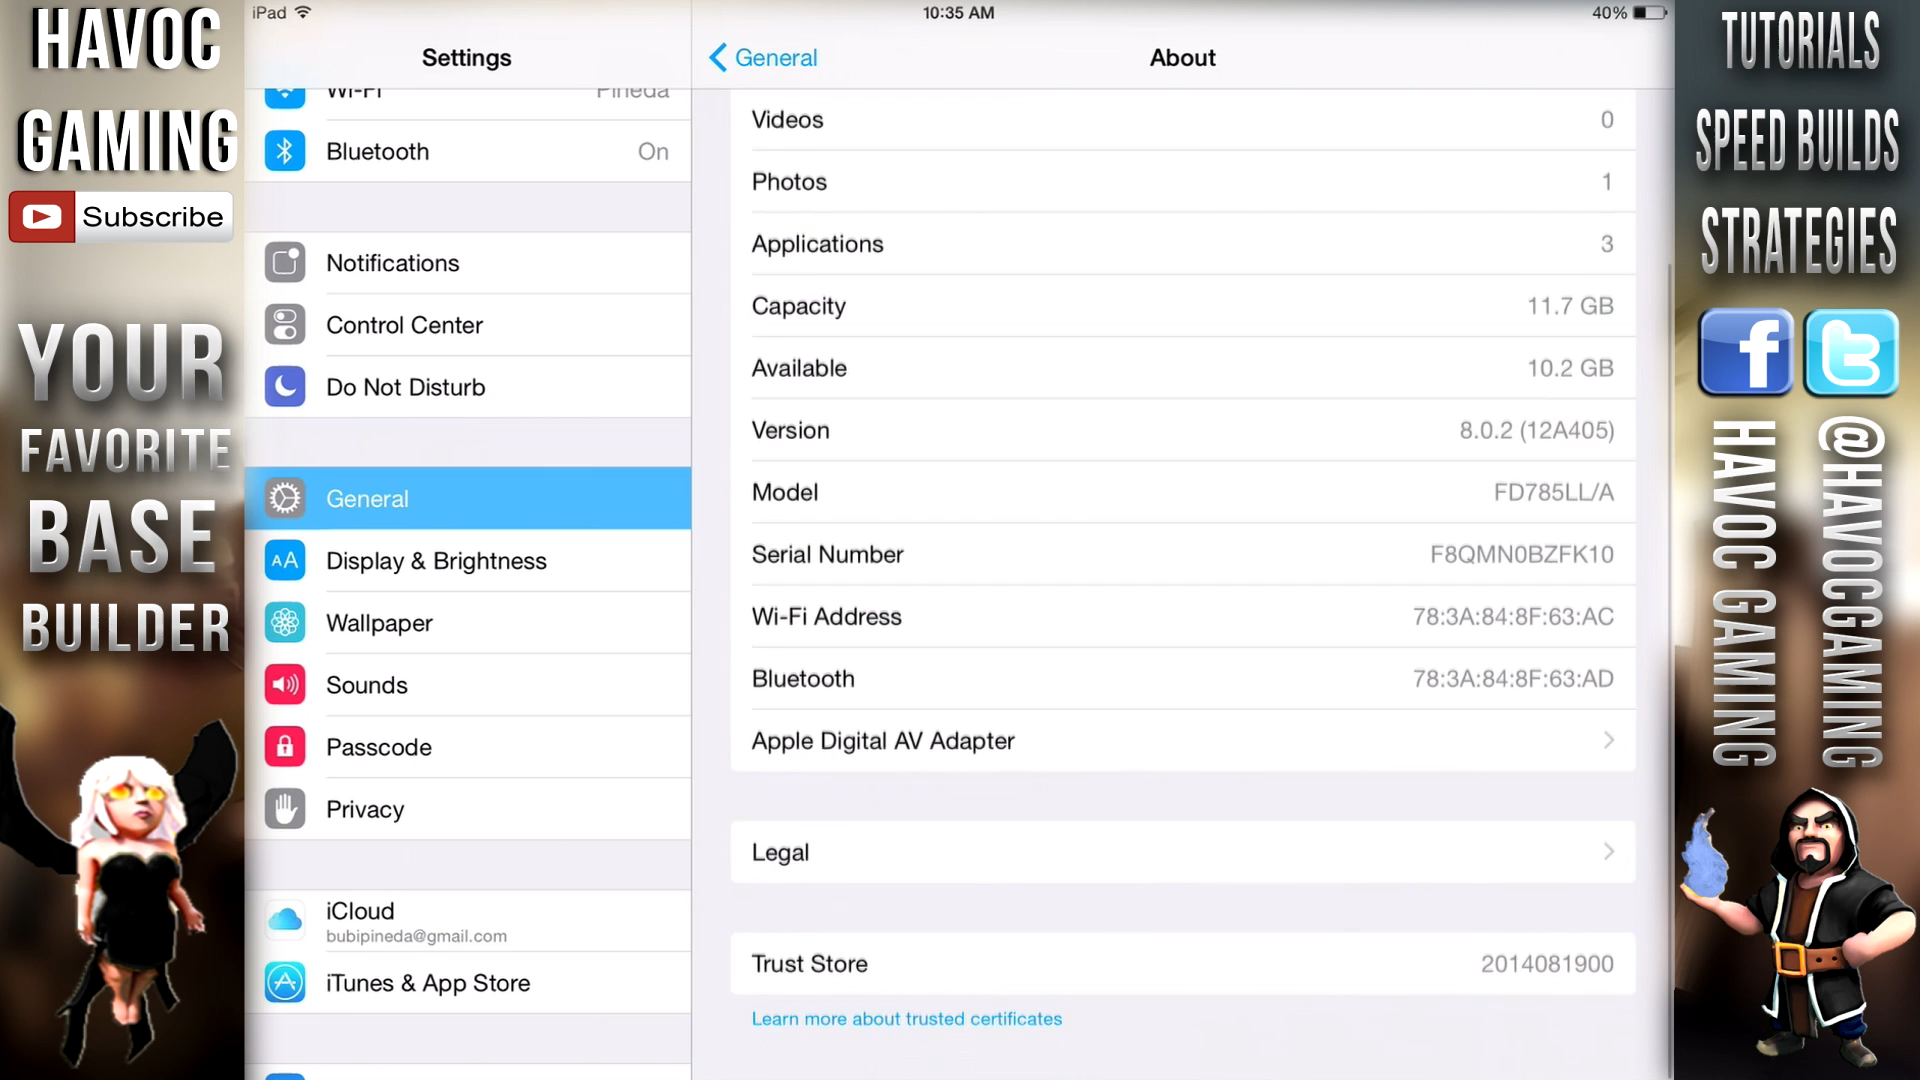 HAVOC
GAMING
Subscribe
YOUR
FAVORITE
BASE
BUILDER
iPad
10:35 AM
40%
Settings
Wi-Fi Pineda
Bluetooth On
Notifications
Control Center
Do Not Disturb
General
AA Display & Brightness
Wallpaper
Sounds
Passcode
Privacy
iCloud
bubipineda@gmail.com
iTunes & App Store
General
About
Videos 0
Photos 1
Applications 3
Capacity 11.7 GB
Available 10.2 GB
Version 8.0.2 (12A405)
Model FD785LL/A
Serial Number F8QMN0BZFK10
Wi-Fi Address 78:3A:84:8F:63:AC
Bluetooth 78:3A:84:8F:63:AD
Apple Digital AV Adapter
Legal
Trust Store 2014081900
Learn more about trusted certificates
TUTORIALS
SPEED BUILDS
STRATEGIES
HAVOC GAMING
@HAVOCGAMING